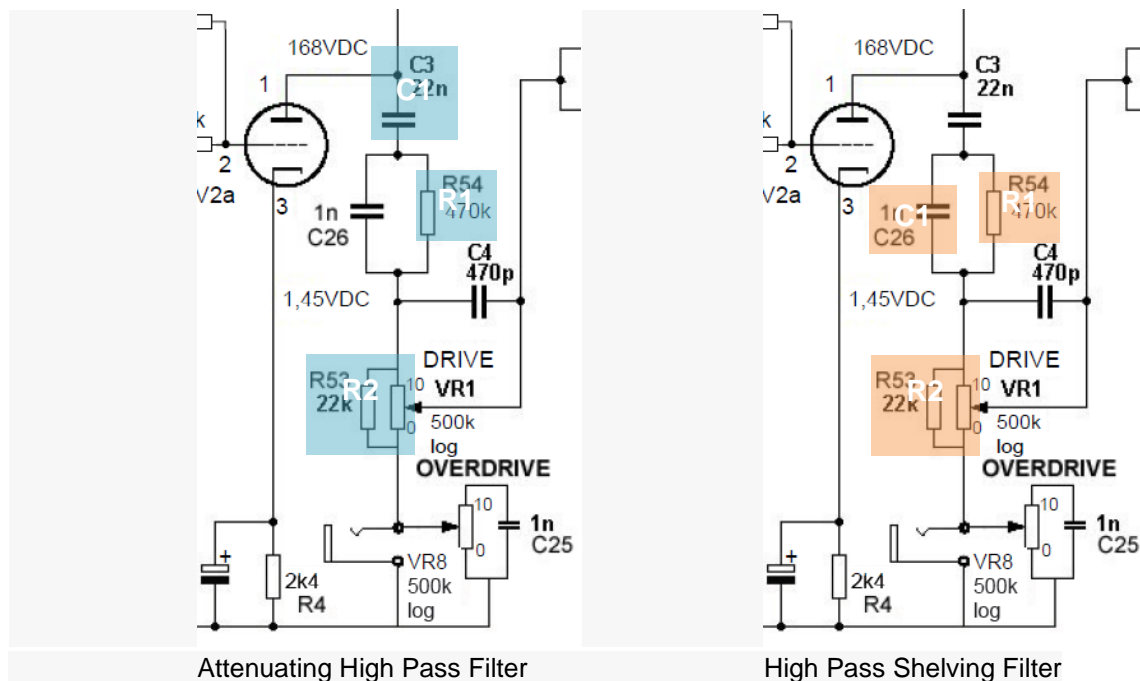 168VDC
C3
22n
C1
1
k
2
V2a
3
R54
R1
470k
1n
C26
C4
470p
1,45VDC
DRIVE
R53
R2
22k
10
VR1
0
500k
log
OVERDRIVE
10
0
1n
C25
+
2k4
R4
VR8
500k
log
Attenuating High Pass Filter
168VDC
C3
22n
1
k
2
V2a
3
R54
R1
470k
1n
C1
C26
C4
470p
1,45VDC
DRIVE
R53
R2
22k
10
VR1
0
500k
log
OVERDRIVE
10
0
1n
C25
+
2k4
R4
VR8
500k
log
High Pass Shelving Filter